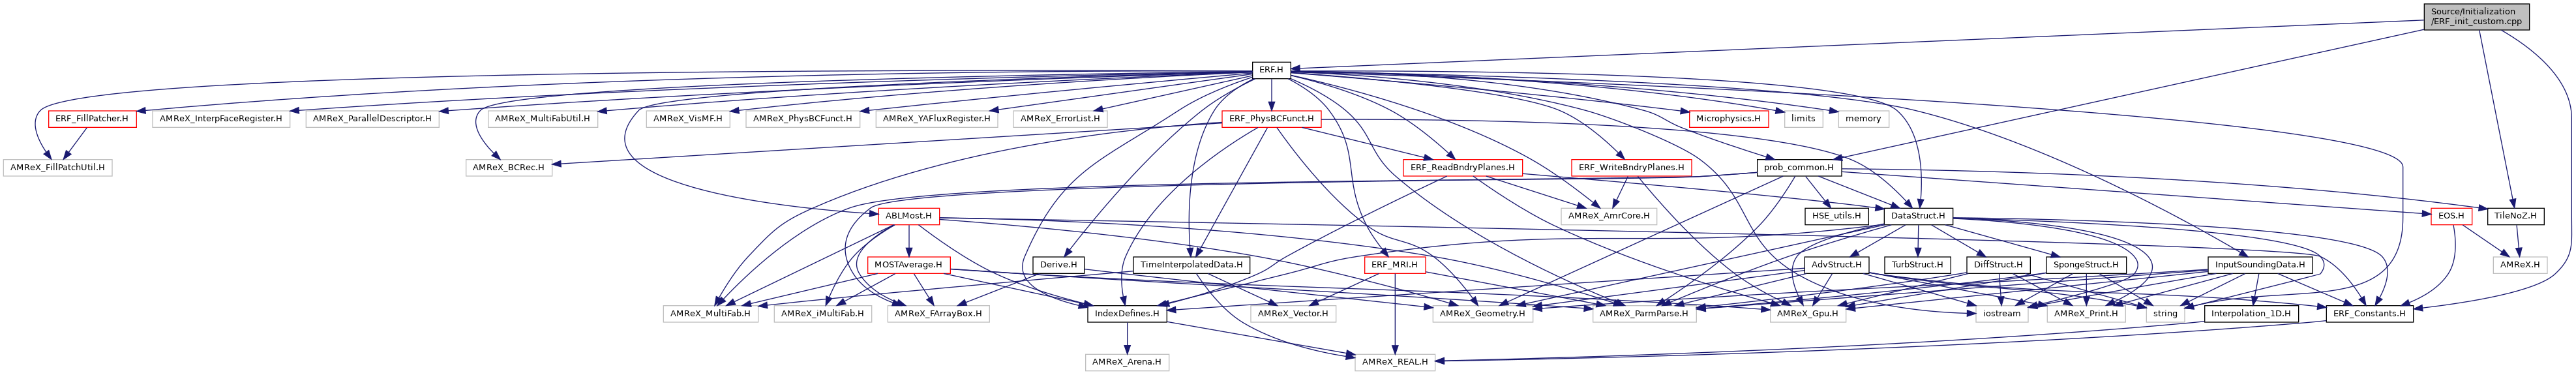 Source/Initialization
/ERF_init_custom.cpp
ERF.H
ERF_FillPatcher.H
AMReX_InterpFaceRegister.H
AMReX_ParallelDescriptor.H
AMReX_MultiFabUtil.H
AMReX_VisMF.H
AMReX_PhysBCFunct.H
AMReX_YAFluxRegister.H
AMReX_ErrorList.H
ERF_PhysBCFunct.H
Microphysics.H
limits
memory
AMReX_FillPatchUtil.H
AMReX_BCRec.H
ERF_ReadBndryPlanes.H
ERF_WriteBndryPlanes.H
prob_common.H
ABLMost.H
AMReX_AmrCore.H
HSE_utils.H
DataStruct.H
EOS.H
TileNoZ.H
MOSTAverage.H
Derive.H
TimeInterpolatedData.H
ERF_MRI.H
AdvStruct.H
TurbStruct.H
DiffStruct.H
SpongeStruct.H
InputSoundingData.H
AMReX.H
AMReX_MultiFab.H
AMReX_iMultiFab.H
AMReX_FArrayBox.H
IndexDefines.H
AMReX_Vector.H
AMReX_Geometry.H
AMReX_ParmParse.H
AMReX_Gpu.H
iostream
AMReX_Print.H
string
Interpolation_1D.H
ERF_Constants.H
AMReX_Arena.H
AMReX_REAL.H